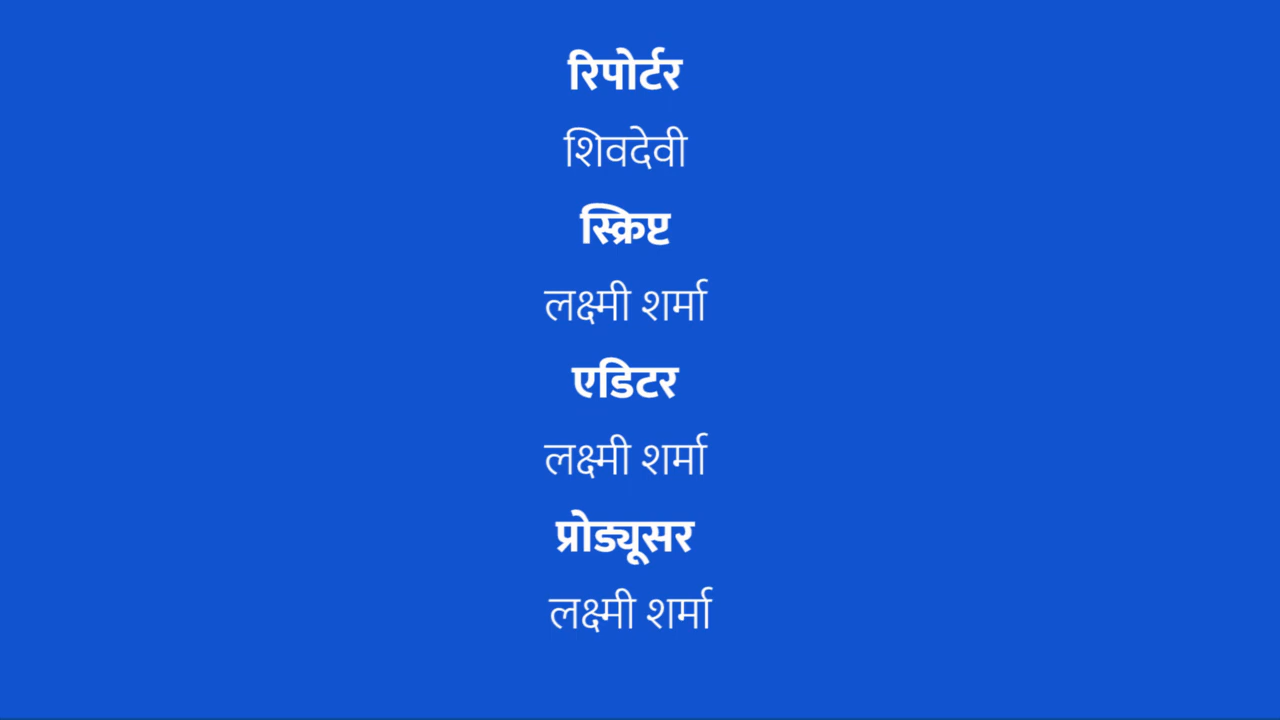 रिपोर्टर
शिवदेवी
स्क्रिप्ट
लक्ष्मी शर्मा
एडिटर
लक्ष्मी शर्मा
प्रोड्यूसर
लक्ष्मी शर्मा